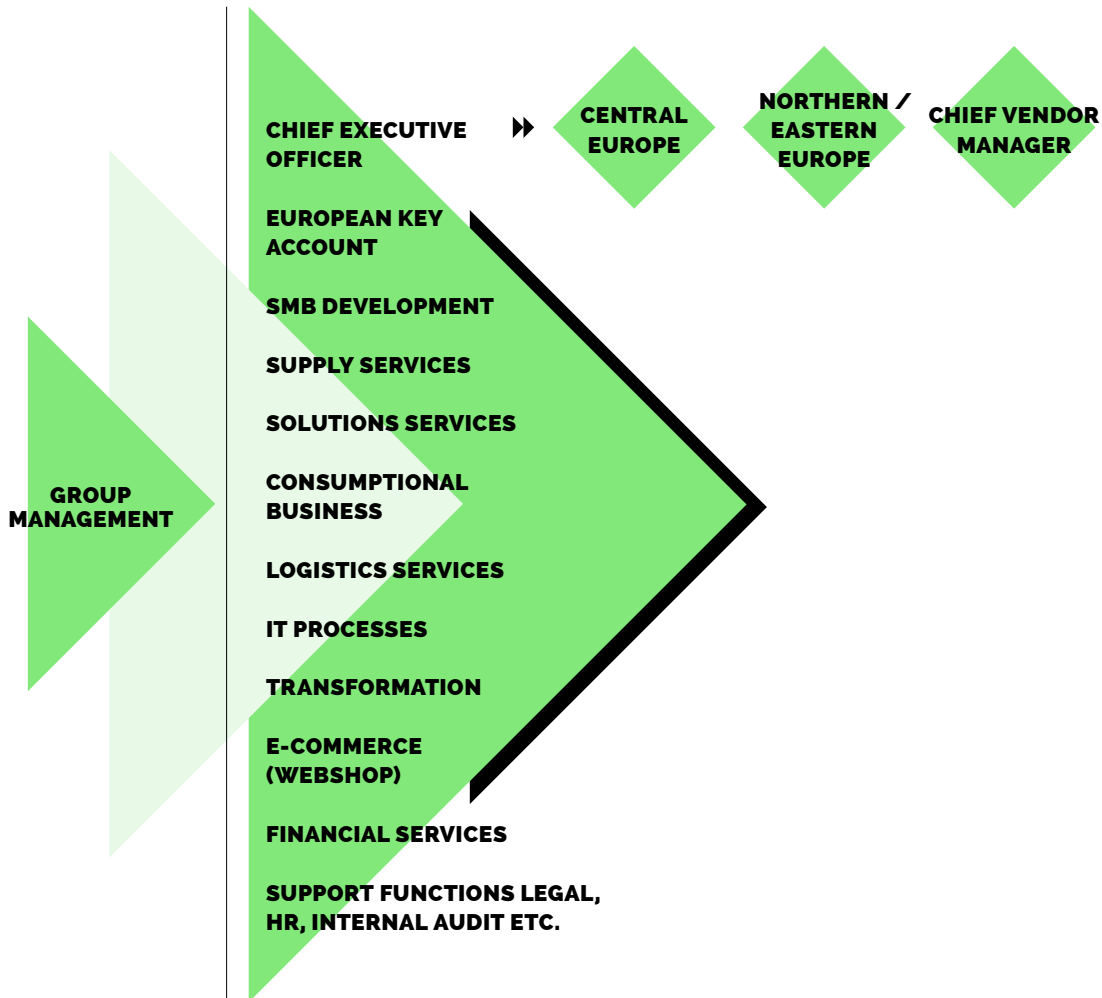 GROUP
MANAGEMENT
CHIEF EXECUTIVE
OFFICER
CENTRAL
EUROPE
NORTHERN /
EASTERN
EUROPE
CHIEF VENDOR
MANAGER
EUROPEAN KEY
ACCOUNT
SMB DEVELOPMENT
SUPPLY SERVICES
SOLUTIONS SERVICES
CONSUMPTIONAL
BUSINESS
LOGISTICS SERVICES
IT PROCESSES
TRANSFORMATION
E-COMMERCE
(WEBSHOP)
FINANCIAL SERVICES
SUPPORT FUNCTIONS LEGAL,
HR, INTERNAL AUDIT ETC.